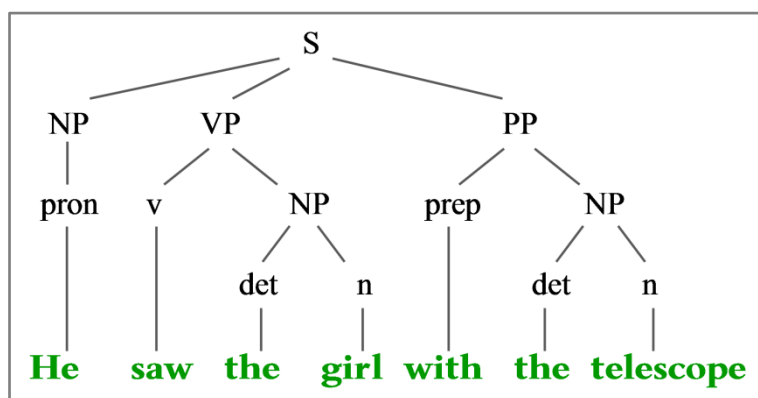 S
NP VP PP
pron v NP prep NP
det n det n
He saw the girl with the telescope